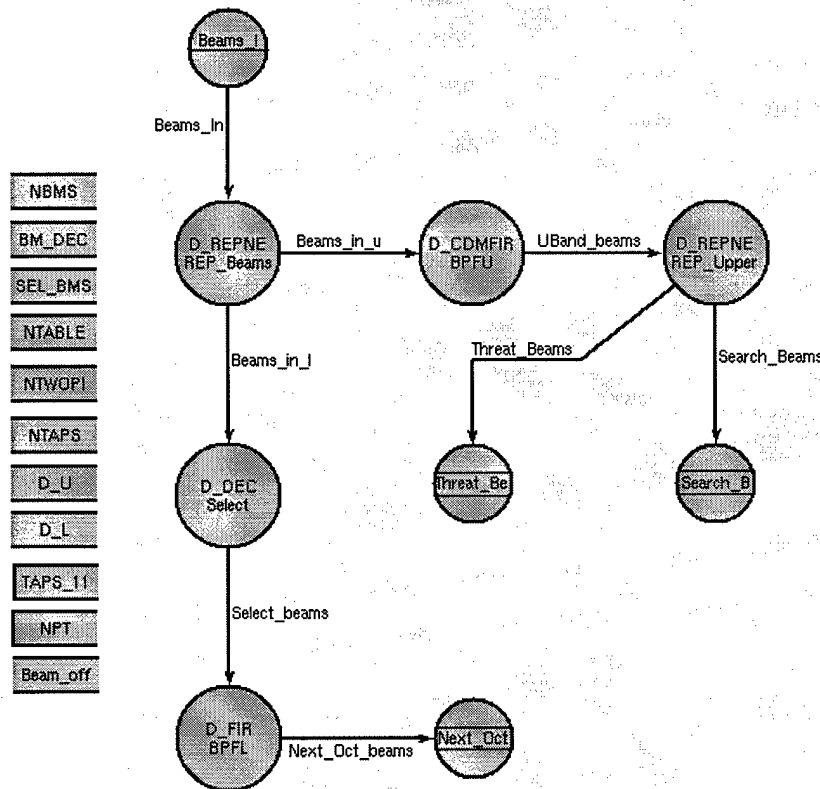 Beams_I
Beams_In
NBMS
BM_DEC
SEL_BMS
NTABLE
NTWOPI
NTAPS
D_U
D_L
TAPS_11
NPT
Beam_off
D_REPNE
REP_Beams
Beams_in_u
D_CDMFIR
BPFU
UBand_beams
D_REPNE
REP_Upper
Beams_in_l
Threat_Beams
Search_Beams
D_DEC
Select
Threat_Be
Search_B
Select_beams
D_FIR
BPFL
Next_Oct_beams
Next_Oct